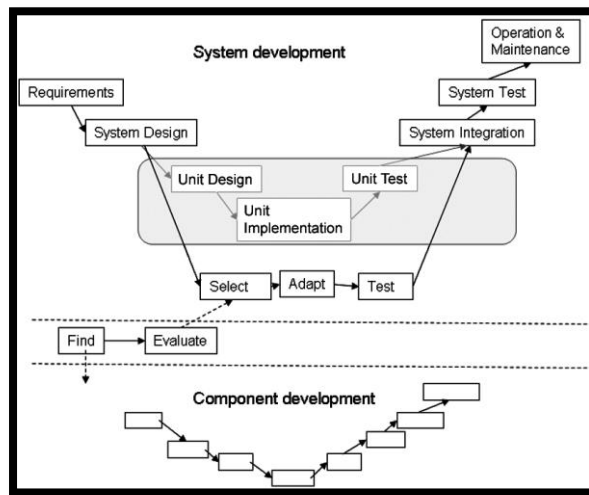 System development
Operation &
Maintenance
Requirements
System Test
System Design
System Integration
Unit Design
Unit Test
Unit
Implementation
Select
Adapt
Test
Find
Evaluate
Component development